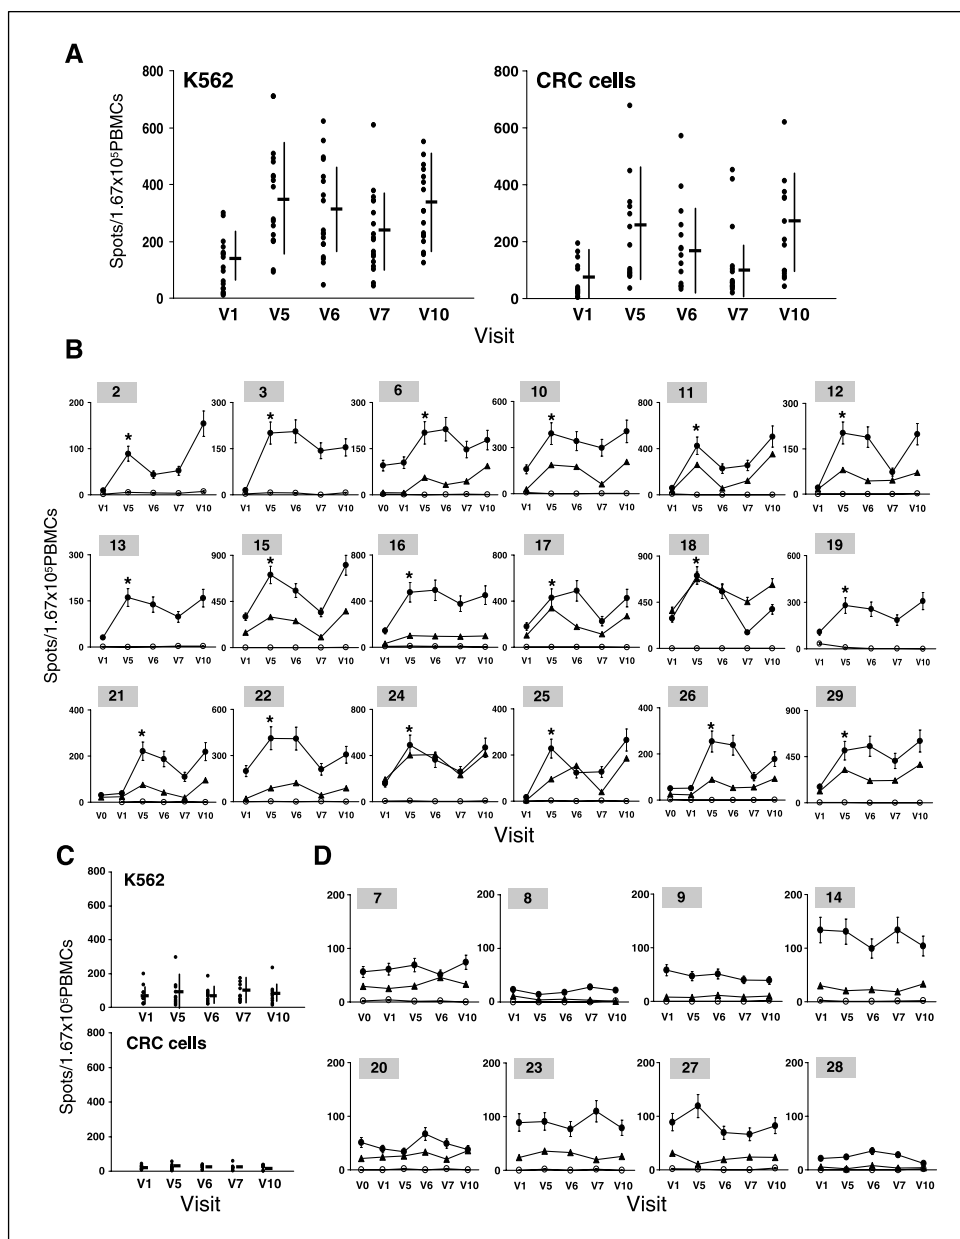 A
K562
CRC cells
Spots/1.67x10⁵PBMCs
800
600
400
200
0
800
600
400
200
0
V1 V5 V6 V7 V10
V1 V5 V6 V7 V10
Visit
B
2 3 6 10 11 12
200 100 0
300 150 0
300 150 0
600 300 0
800 400 0
300 150 0
* * * * * *
V1 V5 V6 V7 V10
V1 V5 V6 V7 V10
V0 V1 V5 V6 V7 V10
V1 V5 V6 V7 V10
V1 V5 V6 V7 V10
V1 V5 V6 V7 V10
Spots/1.67x10⁵PBMCs
13 15 16 17 18 19
300 150 0
900 450 0
800 400 0
800 400 0
900 450 0
600 300 0
* * * * * *
V1 V5 V6 V7 V10
V1 V5 V6 V7 V10
V1 V5 V6 V7 V10
V1 V5 V6 V7 V10
V1 V5 V6 V7 V10
V1 V5 V6 V7 V10
21 22 24 25 26 29
400 200 0
600 300 0
800 400 0
400 200 0
400 200 0
900 450 0
* * * * * *
V0 V1 V5 V6 V7 V10
V1 V5 V6 V7 V10
V1 V5 V6 V7 V10
V1 V5 V6 V7 V10
V0 V1 V5 V6 V7 V10
V1 V5 V6 V7 V10
Visit
C
K562
800
600
400
200
0
V1 V5 V6 V7 V10
CRC cells
800
600
400
200
0
V1 V5 V6 V7 V10
Spots/1.67x10⁵PBMCs
Visit
D
7 8 9 14
200 100 0
200 100 0
200 100 0
200 100 0
V0 V1 V5 V6 V7 V10
V1 V5 V6 V7 V10
V1 V5 V6 V7 V10
V1 V5 V6 V7 V10
20 23 27 28
200 100 0
200 100 0
200 100 0
200 100 0
V0 V1 V5 V6 V7 V10
V1 V5 V6 V7 V10
V1 V5 V6 V7 V10
V1 V5 V6 V7 V10
Visit